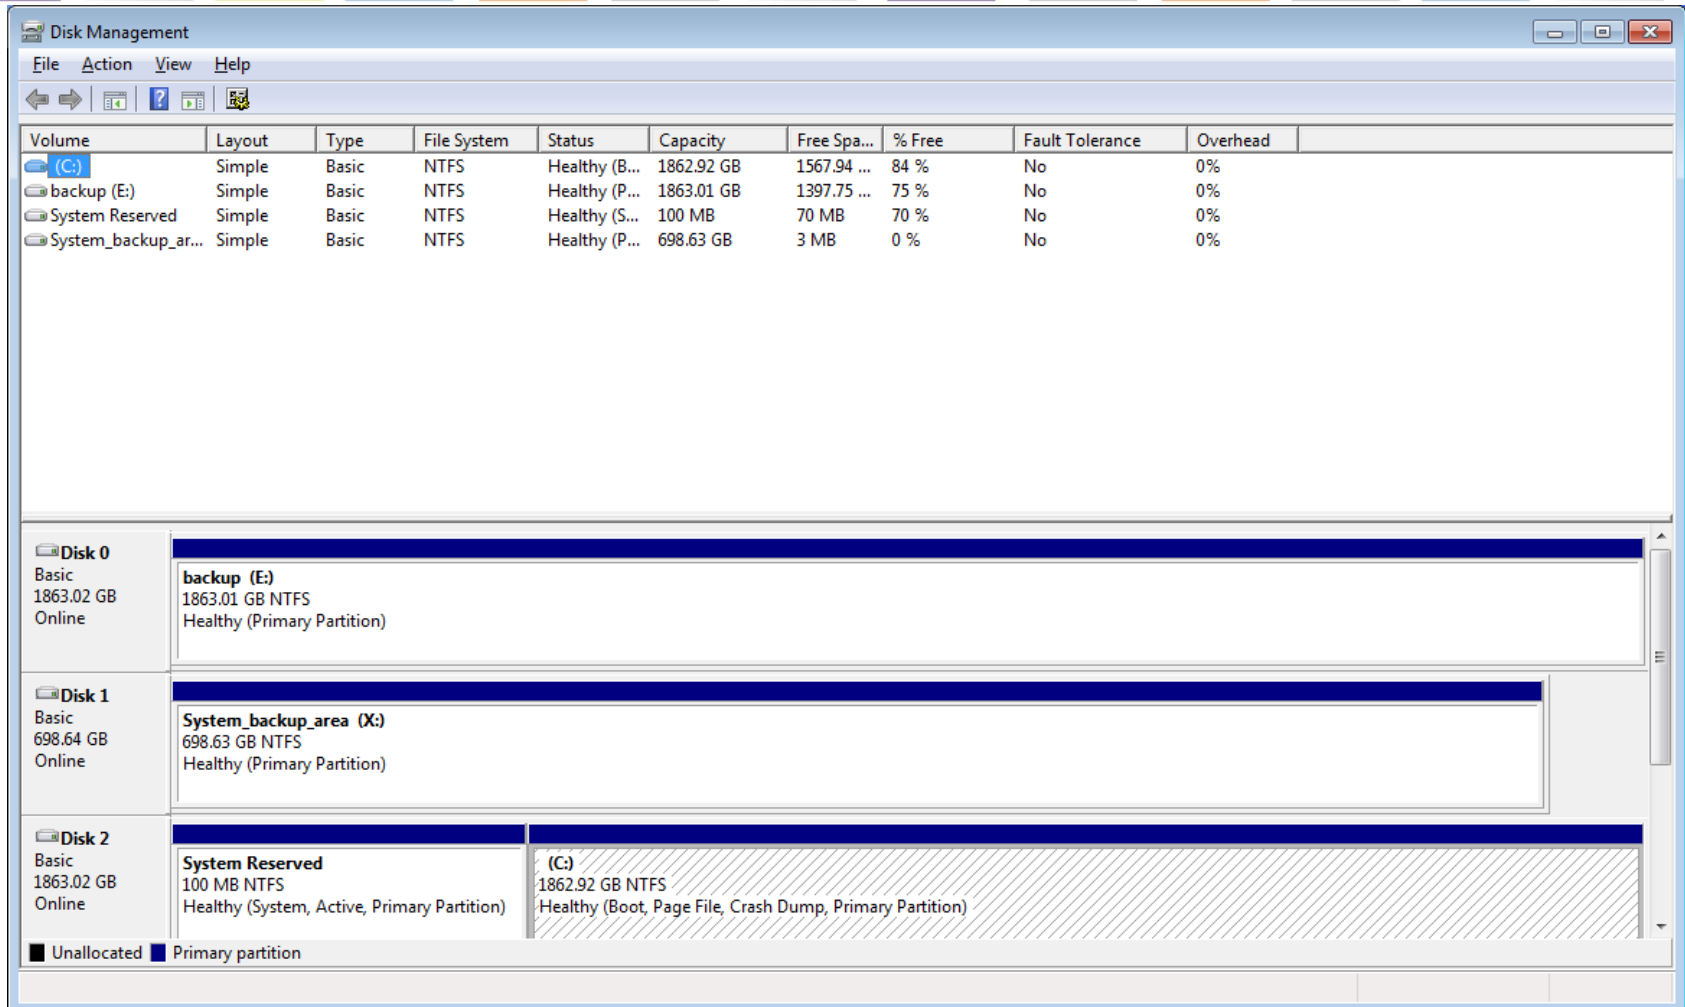 Disk Management
File Action View Help
Volume Layout Type File System Status Capacity Free Spa... % Free Fault Tolerance Overhead
(C:) Simple Basic NTFS Healthy (B... 1862.92 GB 1567.94 ... 84 % No 0%
backup (E:) Simple Basic NTFS Healthy (P... 1863.01 GB 1397.75 ... 75 % No 0%
System Reserved Simple Basic NTFS Healthy (S... 100 MB 70 MB 70 % No 0%
System_backup_ar... Simple Basic NTFS Healthy (P... 698.63 GB 3 MB 0 % No 0%
Disk 0
Basic
1863.02 GB
Online
backup (E:)
1863.01 GB NTFS
Healthy (Primary Partition)
Disk 1
Basic
698.64 GB
Online
System_backup_area (X:)
698.63 GB NTFS
Healthy (Primary Partition)
Disk 2
Basic
1863.02 GB
Online
System Reserved
100 MB NTFS
Healthy (System, Active, Primary Partition)
(C:)
1862.92 GB NTFS
Healthy (Boot, Page File, Crash Dump, Primary Partition)
Unallocated Primary partition